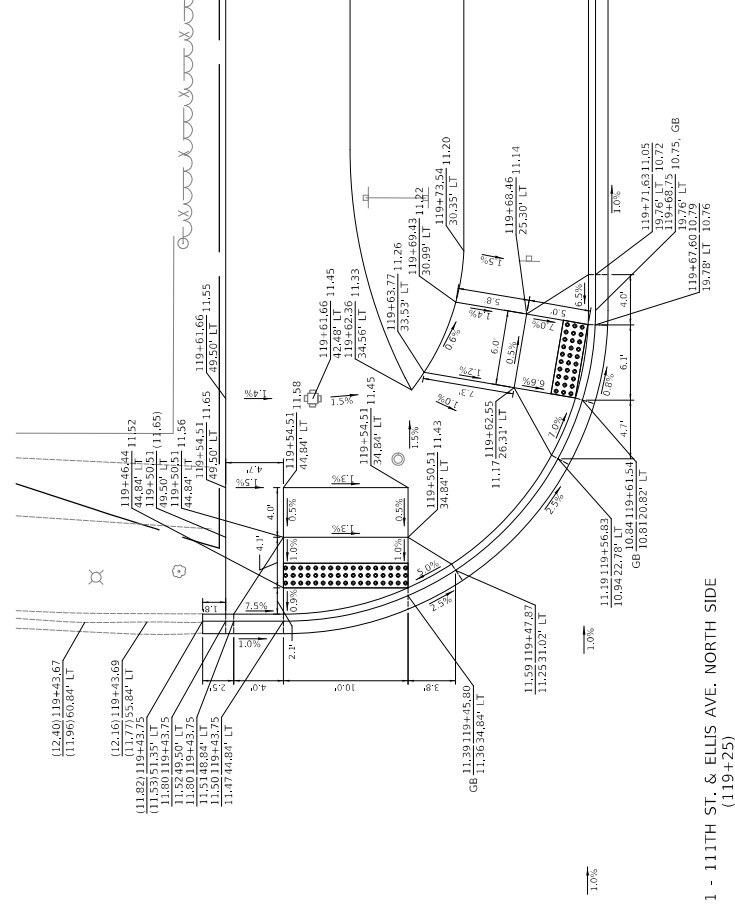 119+61.66 11.55
49.50' LT
119+54.51 11.65
49.50' LT
119+50.51 11.56
44.84' LT
119+50.51 (11.65)
49.50' LT
119+46.44 11.52
44.84' LT
119+54.51 11.58
44.84' LT
119+61.66 11.45
42.48' LT
119+62.36 11.33
34.56' LT
119+54.51 11.45
34.84' LT
119+50.51 11.43
34.84' LT
119+63.77 11.26
33.53' LT
119+69.43 11.22
30.99' LT
119+73.54 11.20
30.35' LT
119+68.46 11.14
25.30' LT
119+71.63 11.05
19.76' LT 10.72
119+68.75 10.75, GB
19.76' LT
119+67.60 10.79
19.78' LT 10.76
119+62.55
11.17 26.31' LT
10.84 119+61.54
GB 10.81 20.82' LT
11.19 119+56.83
10.94 22.78' LT
11.59 119+47.87
11.25 31.02' LT
11.39 119+45.80
GB 11.36 34.84' LT
(12.40) 119+43.67
(11.96) 60.84' LT
(12.16) 119+43.69
(11.77) 55.84' LT
(11.82) 119+43.75
(11.53) 51.35' LT
11.80 119+43.75
11.52 49.50' LT
11.80 119+43.75
11.51 48.84' LT
11.50 119+43.75
11.47 44.84' LT
1.4%
1.5%
1.5%
1.5%
1.5%
1.0%
1.0%
4.7'
4.0'
4.1'
0.5%
0.5%
1.3%
1.3%
1.0%
1.0%
0.9%
7.5%
1.8'
1.0%
2.1'
2.5'
4.0'
10.0'
3.8'
5.0%
2.5%
2.5%
7.0%
0.6%
5.8'
1.4%
5.0'
7.0%
6.0'
0.5%
1.2%
7.3'
6.6%
6.5%
4.0'
6.1'
4.7'
0.8%
1.0%
1.0%
1 - 111TH ST. & ELLIS AVE. NORTH SIDE
(119+25)